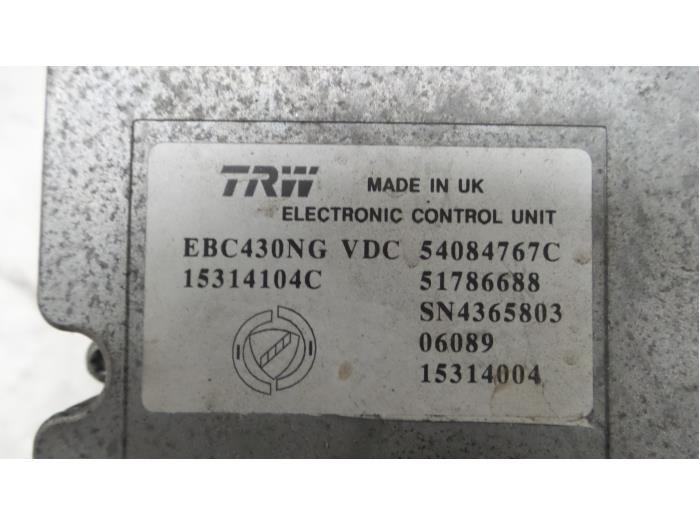 TRW MADE IN UK
ELECTRONIC CONTROL UNIT
EBC430NG VDC 54084767C
15314104C 51786688
SN4365803
06089
15314004